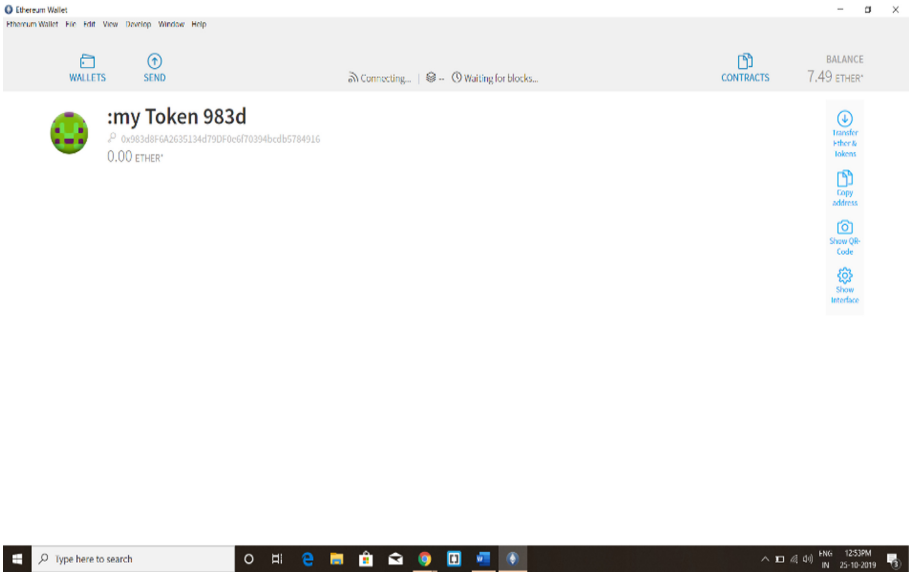 Ethereum Wallet
Ethereum Wallet File Edit View Develop Window Help
WALLETS SEND Connecting... | -- Waiting for blocks... CONTRACTS BALANCE
7.49 ETHER*
:my Token 983d
0x983d8F6A2635134d79DF0e6f70394bcdb5784916
0.00 ETHER*
Transfer
Ether &
Tokens
Copy
address
Show QR-
Code
Show
Interface
Type here to search
ENG 12:53PM
IN 25-10-2019